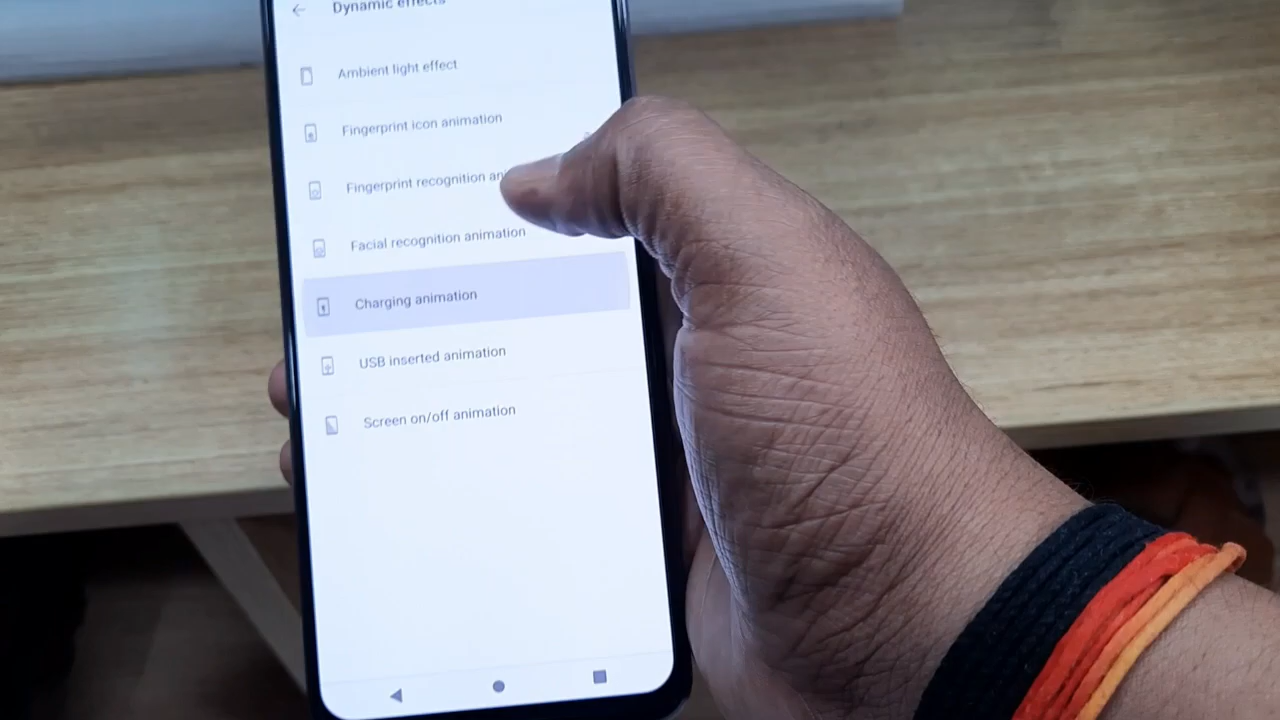 Dynamic effects
Ambient light effect
Fingerprint icon animation
Fingerprint recognition
Facial recognition animation
Charging animation
USB inserted animation
Screen on/off animation